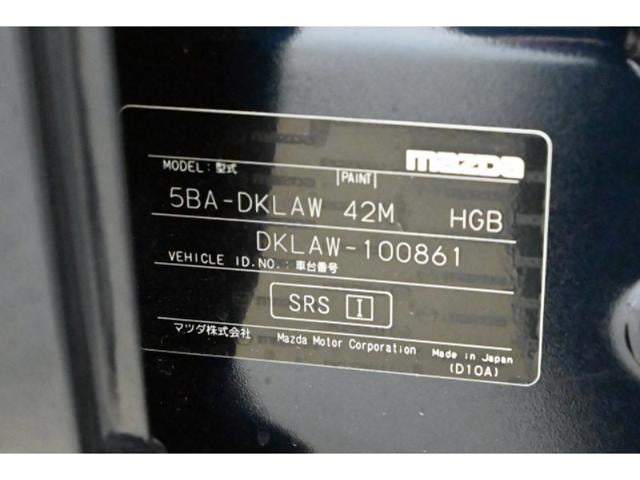 mazda
MODEL:型式 PAINT
5BA-DKLAW 42M HGB
DKLAW-100861
VEHICLE ID.NO.:車台番号
SRS I
マツダ株式会社 Mazda Motor Corporation Made in Japan
(D10A)